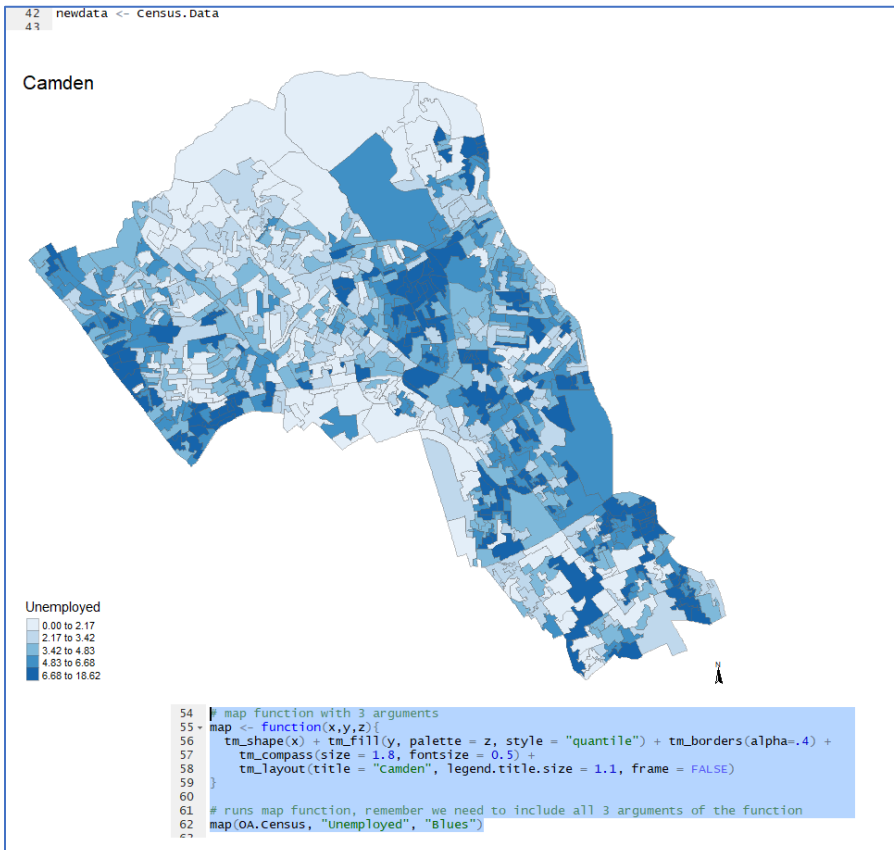 42 newdata <- Census.Data
43
Camden
Unemployed
0.00 to 2.17
2.17 to 3.42
3.42 to 4.83
4.83 to 6.68
6.68 to 18.62
N
54 # map function with 3 arguments
55 map <- function(x,y,z){
56 tm_shape(x) + tm_fill(y, palette = z, style = "quantile") + tm_borders(alpha=.4) +
57 tm_compass(size = 1.8, fontsize = 0.5) +
58 tm_layout(title = "Camden", legend.title.size = 1.1, frame = FALSE)
59 }
60
61 # runs map function, remember we need to include all 3 arguments of the function
62 map(OA.Census, "Unemployed", "Blues")